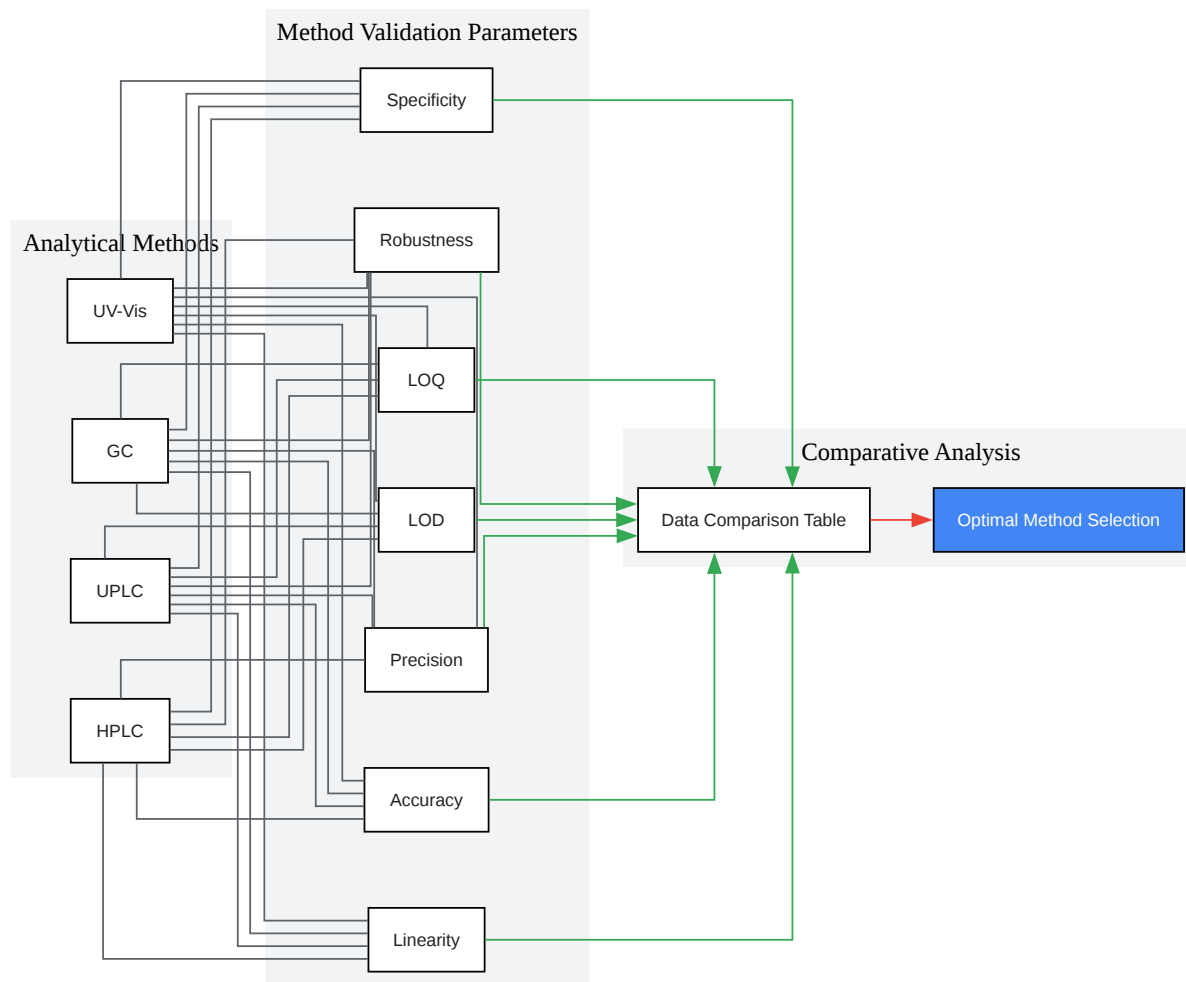 Method Validation Parameters
Specificity
Robustness
LOQ
LOD
Precision
Accuracy
Linearity
Analytical Methods
UV-Vis
GC
UPLC
HPLC
Comparative Analysis
Data Comparison Table
Optimal Method Selection